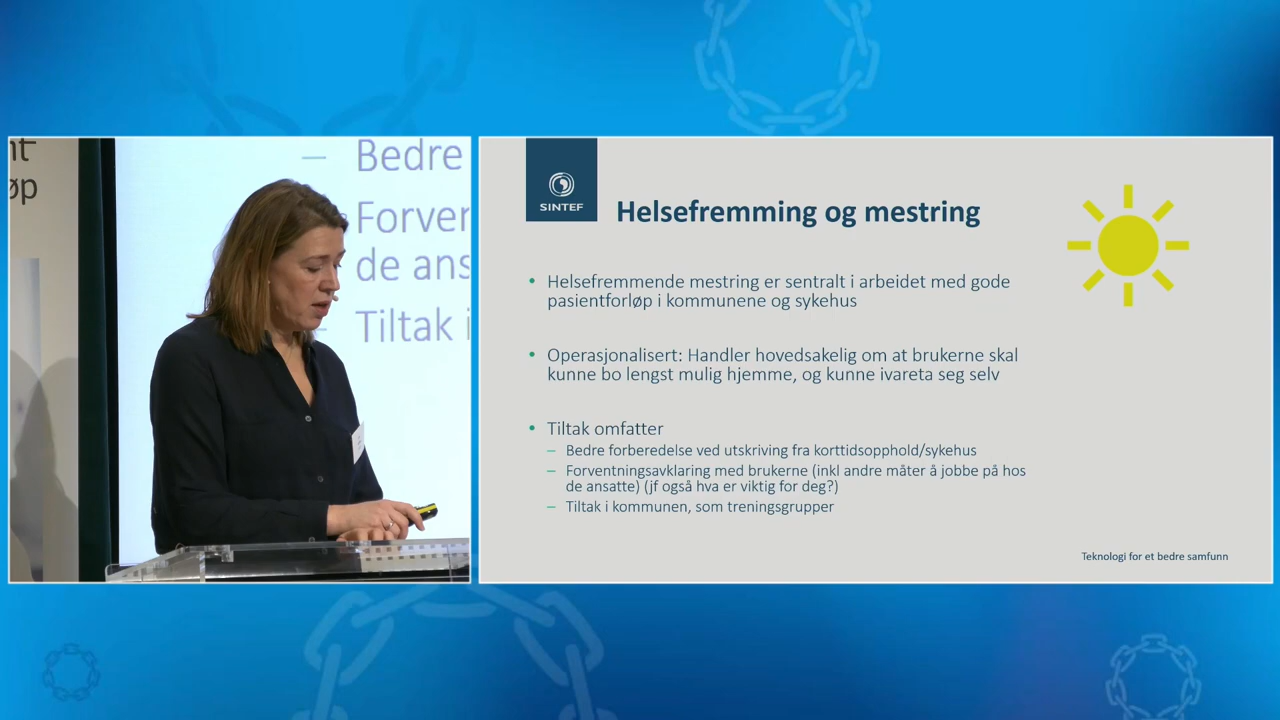 nt
øp
– Bedre
Forven
de ans
– Tiltak i
SINTEF
Helsefremming og mestring
• Helsefremmende mestring er sentralt i arbeidet med gode
pasientforløp i kommunene og sykehus
• Operasjonalisert: Handler hovedsakelig om at brukerne skal
kunne bo lengst mulig hjemme, og kunne ivareta seg selv
• Tiltak omfatter
– Bedre forberedelse ved utskriving fra korttidsopphold/sykehus
– Forventningsavklaring med brukerne (inkl andre måter å jobbe på hos
de ansatte) (jf også hva er viktig for deg?)
– Tiltak i kommunen, som treningsgrupper
Teknologi for et bedre samfunn